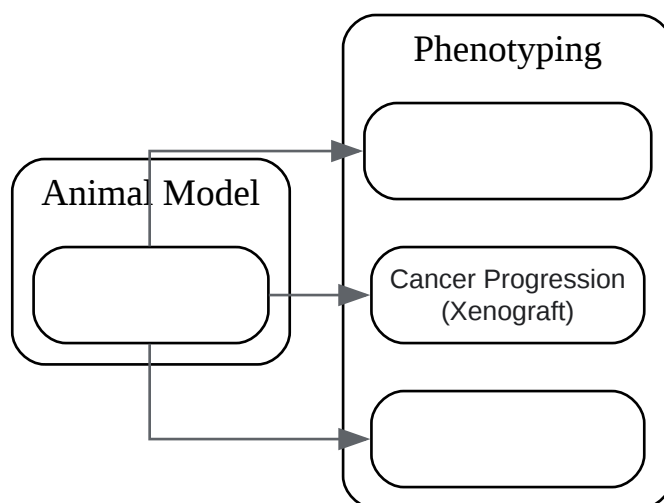 Phenotyping
Animal Model
Cancer Progression
(Xenograft)